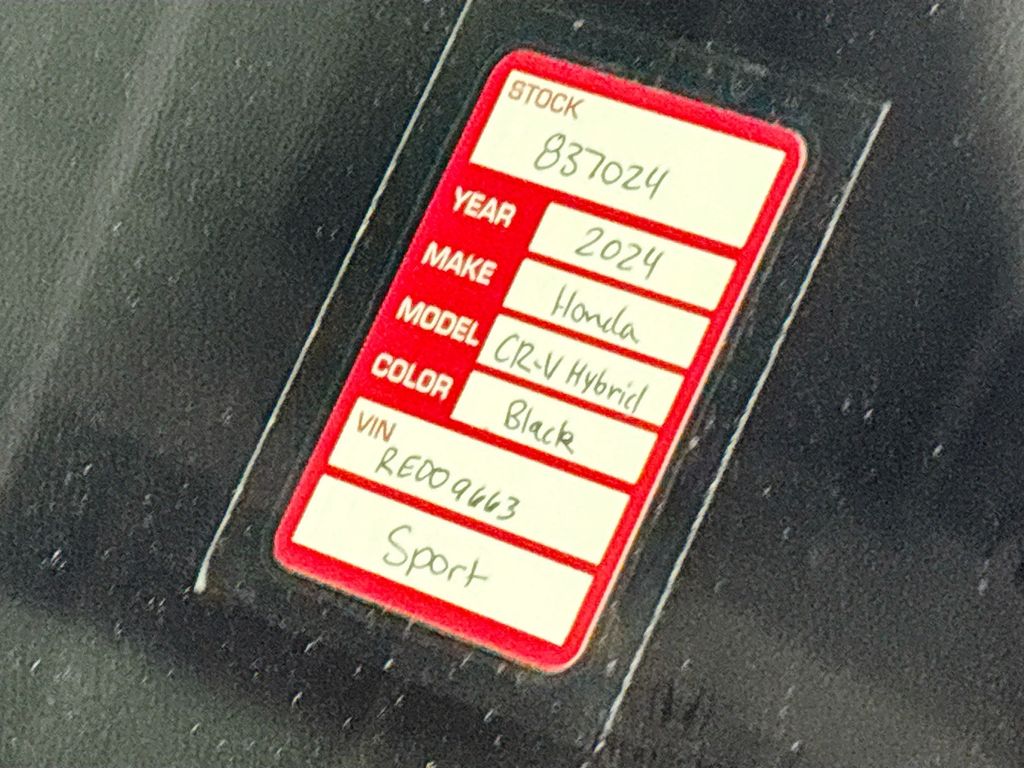 STOCK
837024
YEAR 2024
MAKE Honda
MODEL CR-V Hybrid
COLOR Black
VIN
RE009663
Sport